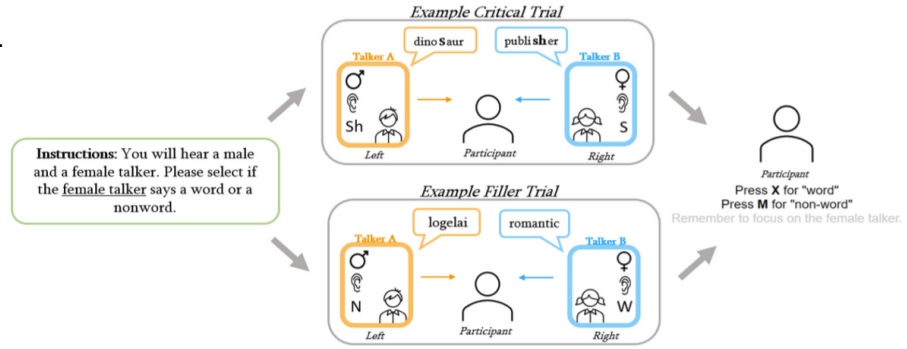 Instructions: You will hear a male
and a female talker. Please select if
the female talker says a word or a
nonword.
Example Critical Trial
dinosaur
publisher
Talker A
Talker B
Sh
S
Left
Participant
Right
Example Filler Trial
logelai
romantic
Talker A
Talker B
N
W
Left
Participant
Right
Participant
Press X for "word"
Press M for "non-word"
Remember to focus on the female talker.